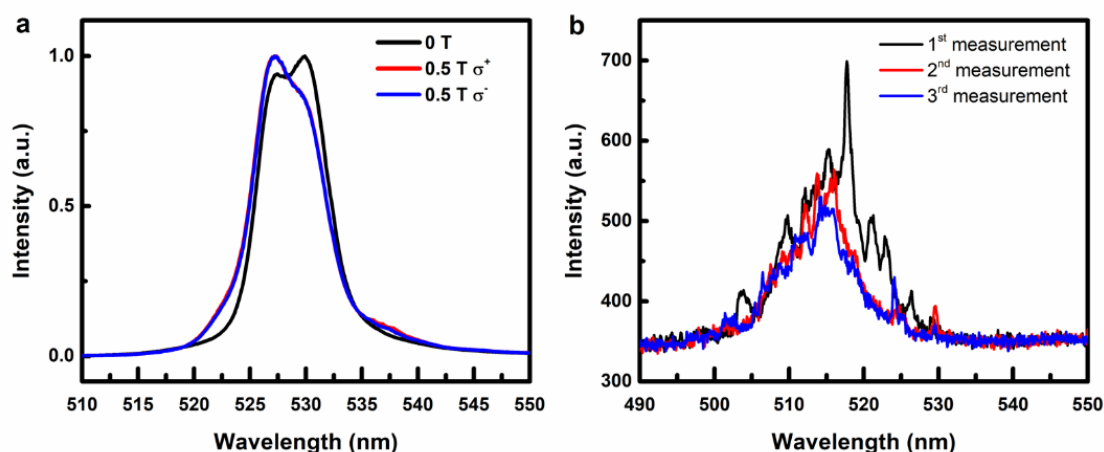 a
0 T
0.5 T σ⁺
0.5 T σ⁻
1.0
0.5
0.0
Intensity (a.u.)
510 515 520 525 530 535 540 545 550
Wavelength (nm)
b
1ˢᵗ measurement
2ⁿᵈ measurement
3ʳᵈ measurement
700
600
500
400
300
Intensity (a.u.)
490 500 510 520 530 540 550
Wavelength (nm)